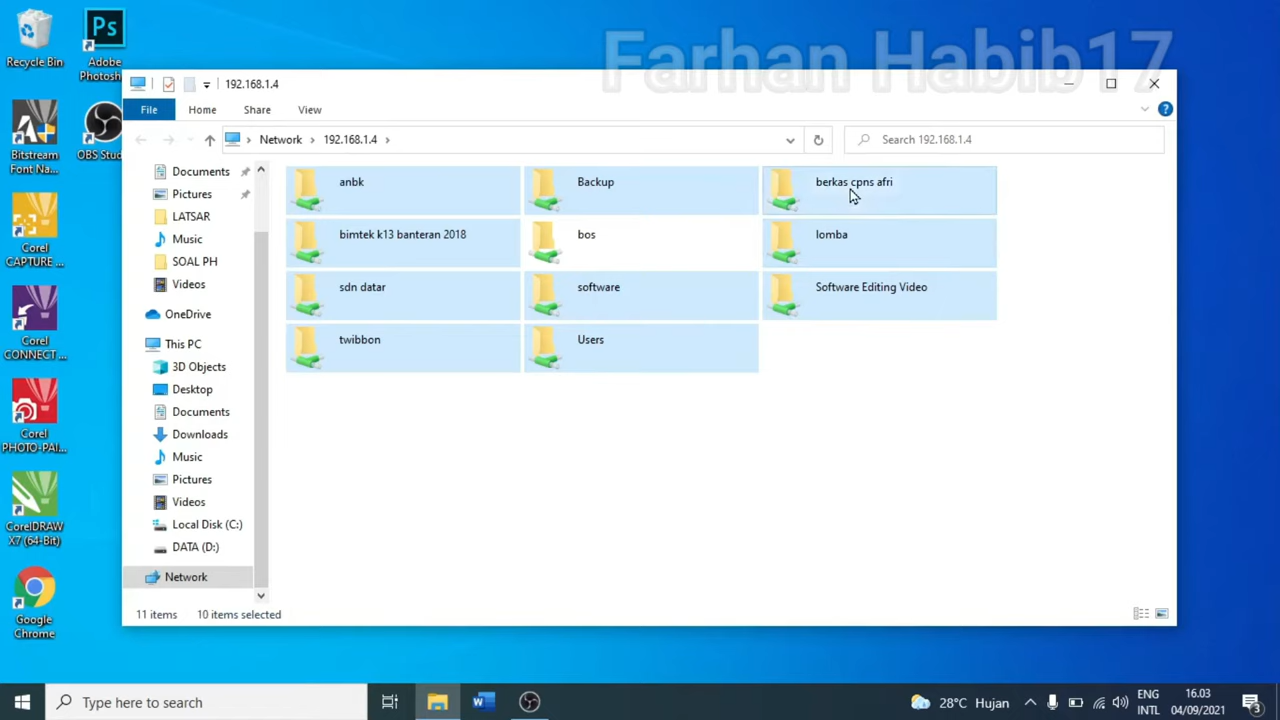 Farhan Habib17
Recycle Bin
Adobe
Photosh...
Bitstream
Font Na...
OBS Stud
Corel
CAPTURE ...
Corel
CONNECT ...
Corel
PHOTO-PAI...
CorelDRAW
X7 (64-Bit)
Google
Chrome
192.168.1.4
File
Home
Share
View
Network
192.168.1.4
Search 192.168.1.4
Documents
Pictures
LATSAR
Music
SOAL PH
Videos
OneDrive
This PC
3D Objects
Desktop
Documents
Downloads
Music
Pictures
Videos
Local Disk (C:)
DATA (D:)
Network
anbk
Backup
berkas cpns afri
bimtek k13 banteran 2018
bos
lomba
sdn datar
software
Software Editing Video
twibbon
Users
11 items
10 items selected
Type here to search
28°C Hujan
ENG
INTL
16.03
04/09/2021
3